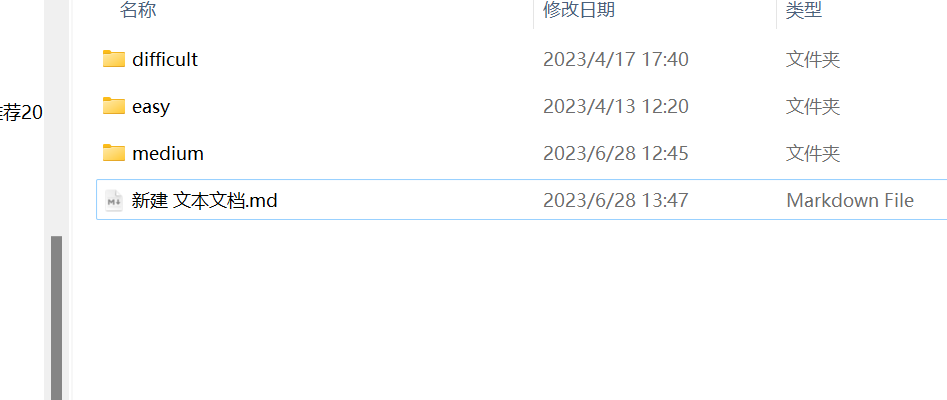 名称 修改日期 类型
difficult 2023/4/17 17:40 文件夹
荐20
easy 2023/4/13 12:20 文件夹
medium 2023/6/28 12:45 文件夹
新建 文本文档.md 2023/6/28 13:47 Markdown File